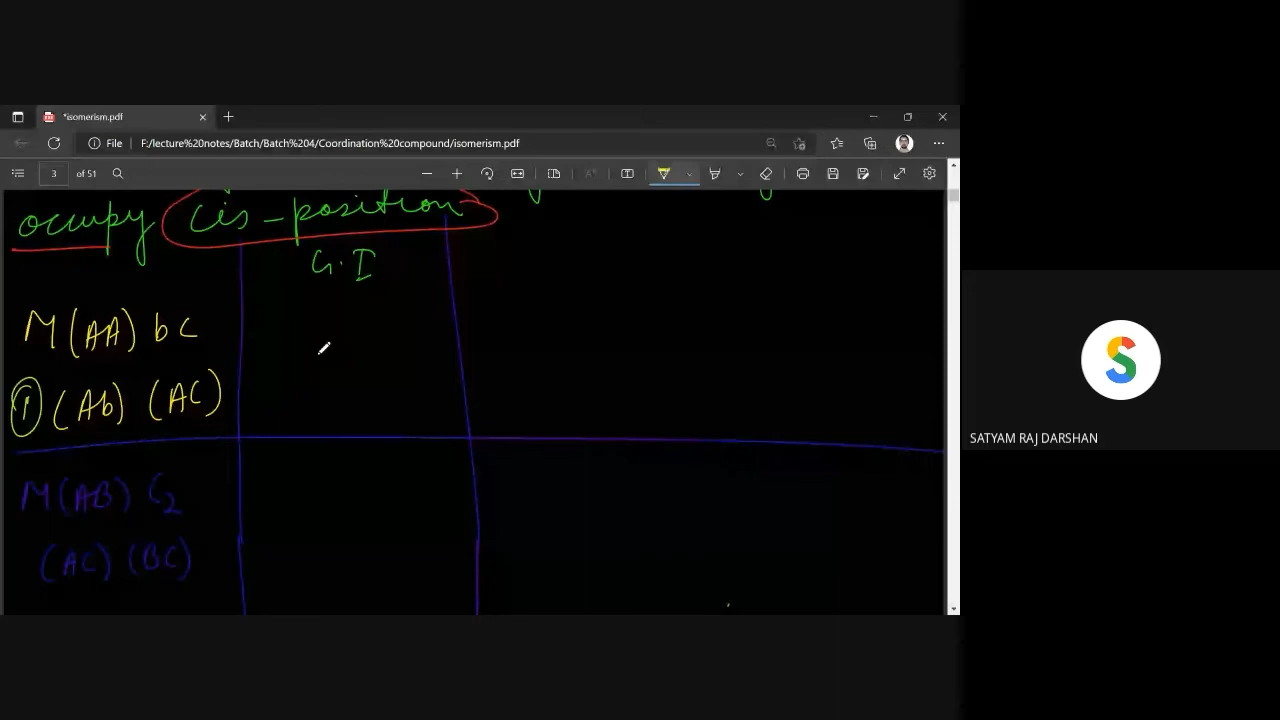 *isomerism.pdf
File F:/lecture%20notes/Batch/Batch%204/Coordination%20compound/isomerism.pdf
3 of 51
occupy cis-position
G.I
M(AA) bc
① (Ab) (AC)
M(AB) C2
(AC) (BC)
S
SATYAM RAJ DARSHAN